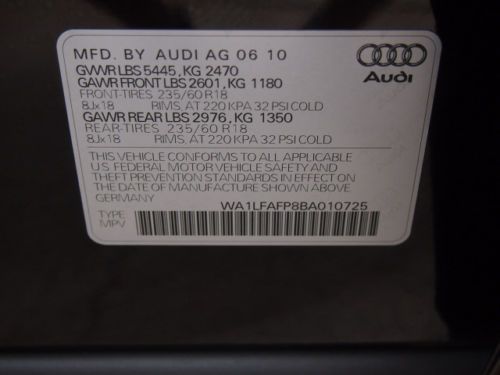 MFD. BY AUDI AG 06 10
GVWR LBS 5445, KG 2470
GAWR FRONT LBS 2601, KG 1180
FRONT-TIRES 235/60 R18
8Jx18 RIMS, AT 220 KPA 32 PSI COLD
GAWR REAR LBS 2976, KG 1350
REAR-TIRES 235/60 R18
8Jx18 RIMS, AT 220 KPA 32 PSI COLD
THIS VEHICLE CONFORMS TO ALL APPLICABLE
U.S. FEDERAL MOTOR VEHICLE SAFETY AND
THEFT PREVENTION STANDARDS IN EFFECT ON
THE DATE OF MANUFACTURE SHOWN ABOVE
GERMANY
WA1LFAFP8BA010725
TYPE
MPV
Audi